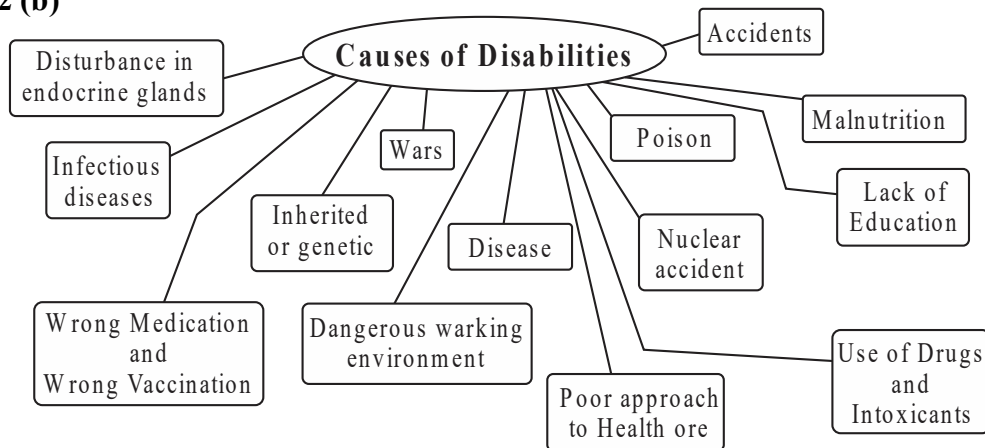 2 (b)
Causes of Disabilities
Accidents
Disturbance in
endocrine glands
Malnutrition
Poison
Wars
Infectious
diseases
Lack of
Education
Inherited
or genetic
Disease
Nuclear
accident
Wrong Medication
and
Wrong Vaccination
Dangerous warking
environment
Use of Drugs
and
Intoxicants
Poor approach
to Health ore